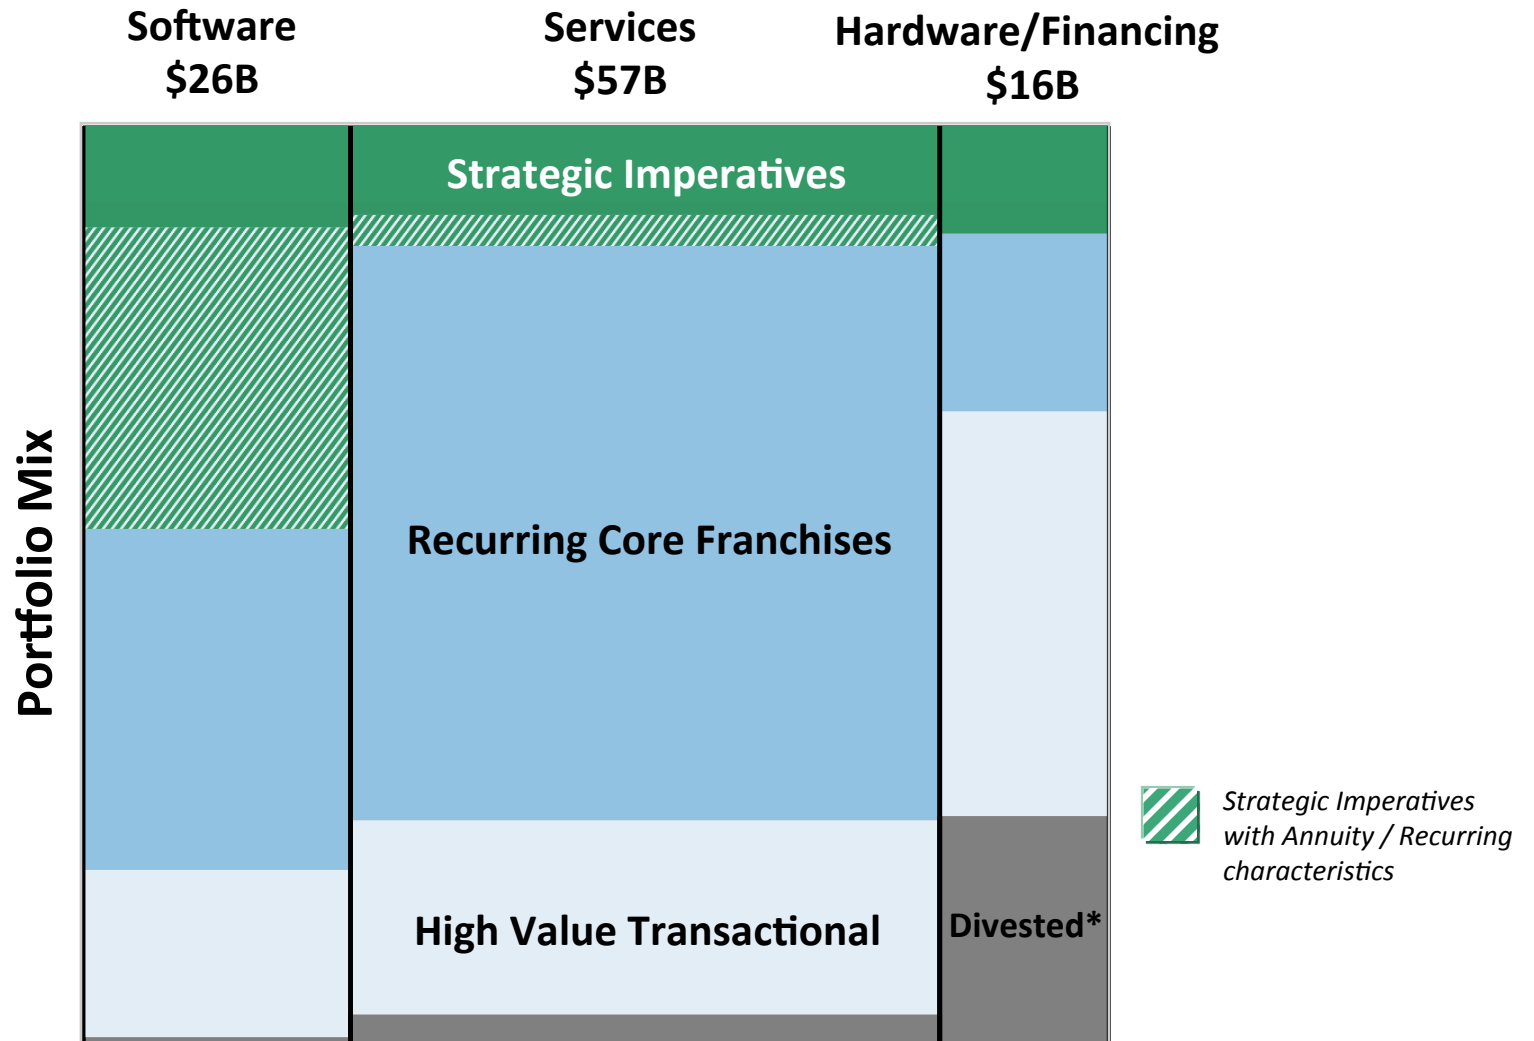 Software
$26B
Services
$57B
Hardware/Financing
$16B
Portfolio Mix
Strategic Imperatives
Recurring Core Franchises
High Value Transactional
Divested*
Strategic Imperatives
with Annuity / Recurring
characteristics